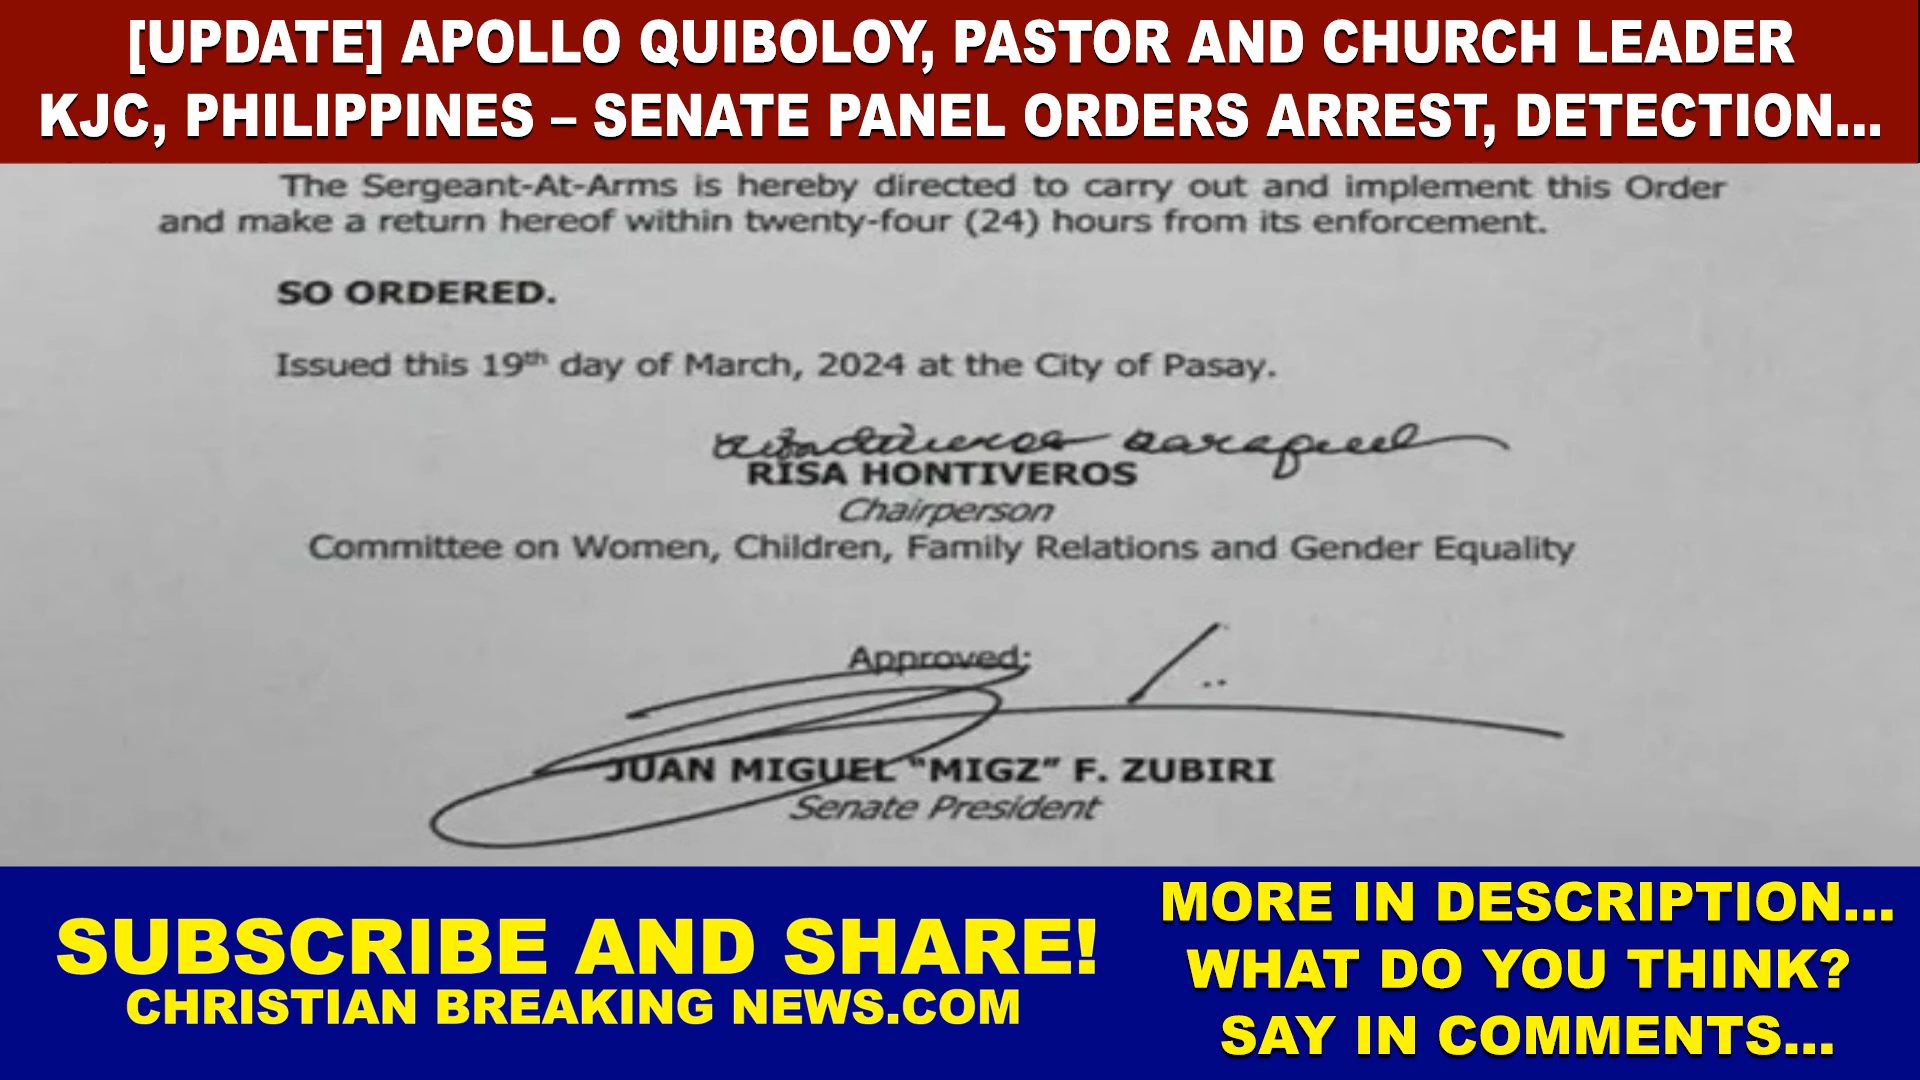 [UPDATE] APOLLO QUIBOLOY, PASTOR AND CHURCH LEADER
KJC, PHILIPPINES – SENATE PANEL ORDERS ARREST, DETECTION...
The Sergeant-At-Arms is hereby directed to carry out and implement this Order
and make a return hereof within twenty-four (24) hours from its enforcement.
SO ORDERED.
Issued this 19th day of March, 2024 at the City of Pasay.
RISA HONTIVEROS
Chairperson
Committee on Women, Children, Family Relations and Gender Equality
Approved:
JUAN MIGUEL "MIGZ" F. ZUBIRI
Senate President
SUBSCRIBE AND SHARE!
CHRISTIAN BREAKING NEWS.COM
MORE IN DESCRIPTION...
WHAT DO YOU THINK?
SAY IN COMMENTS...